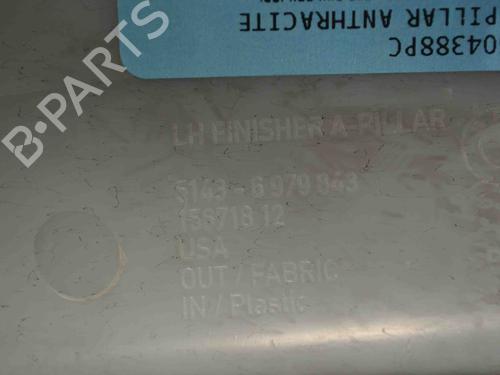 04388PC
PILLAR ANTHRACITE
B-PARTS
LH FINISHER A-PILLAR
5143 - 6 979 843
158718 12
USA
OUT / FABRIC
IN / Plastic